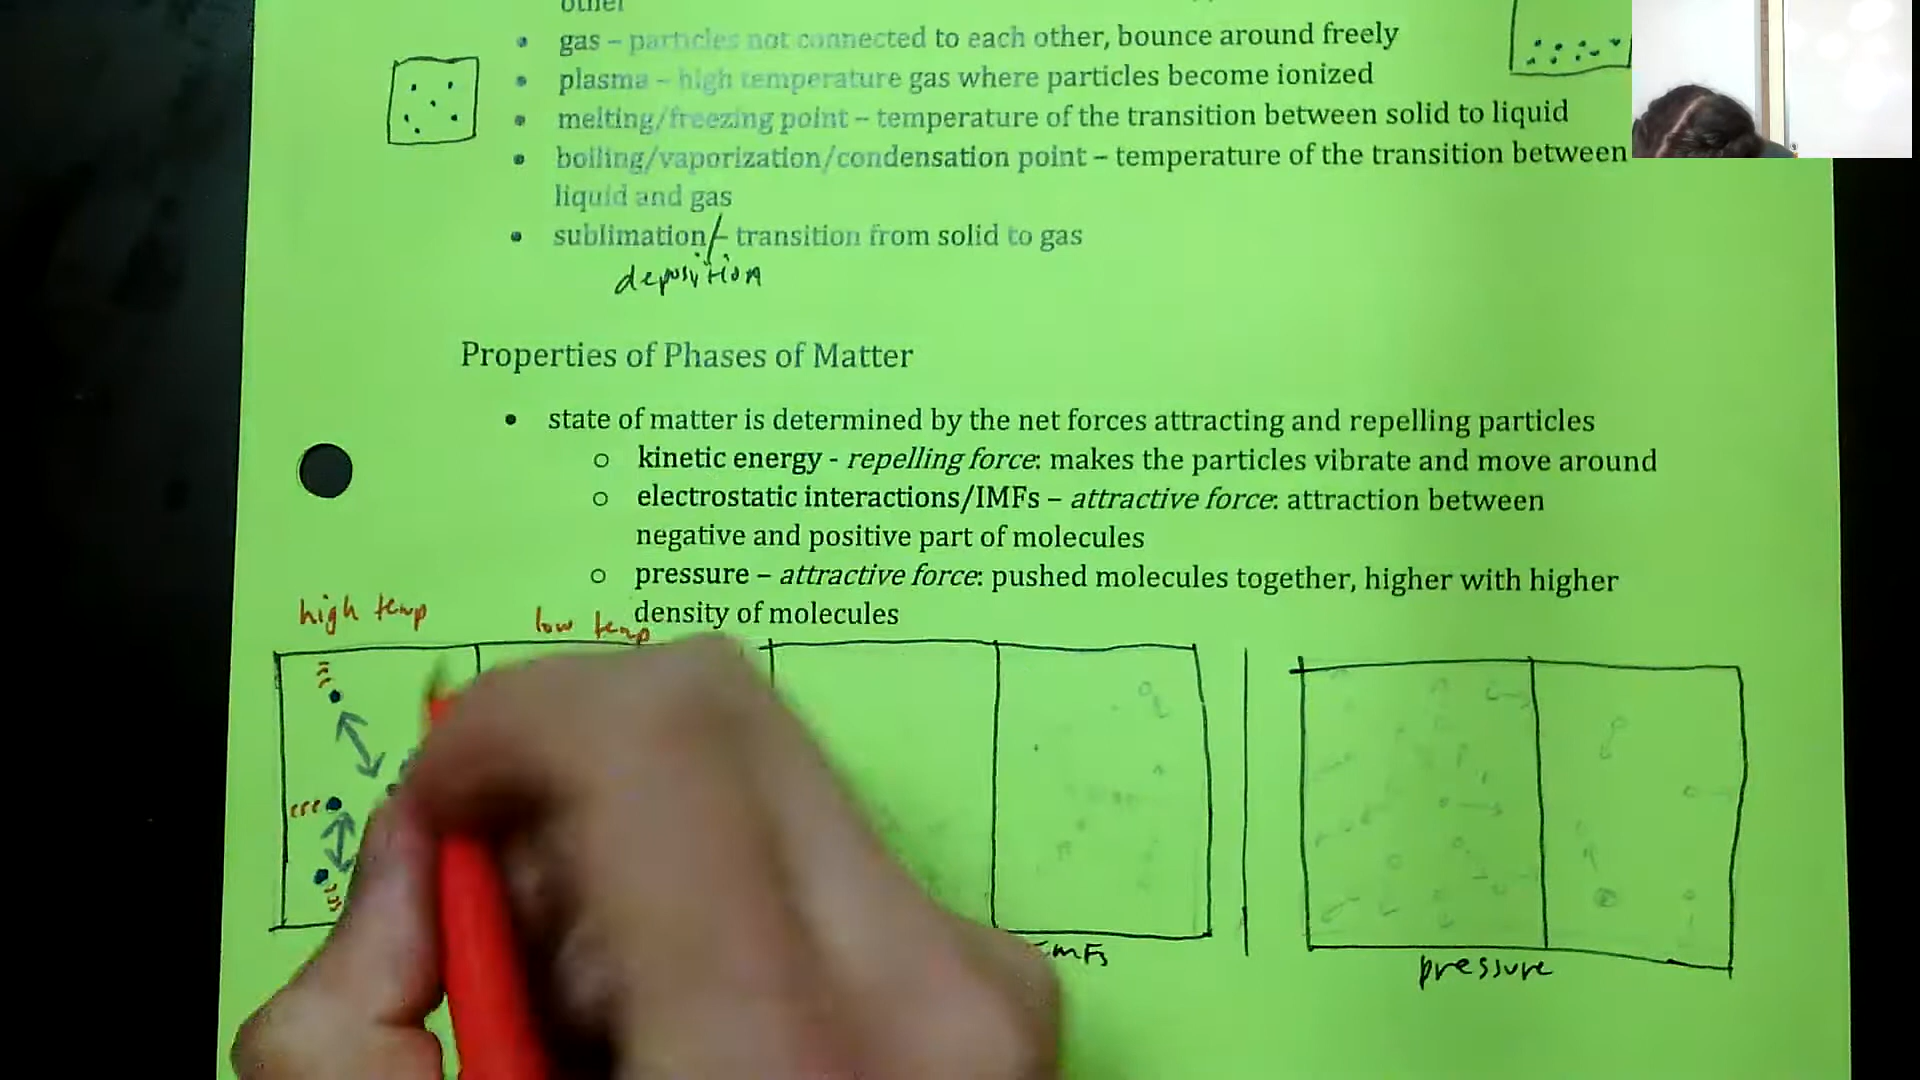 other
• gas – particles not connected to each other, bounce around freely
• plasma – high temperature gas where particles become ionized
• melting/freezing point – temperature of the transition between solid to liquid
• boiling/vaporization/condensation point – temperature of the transition between
liquid and gas
• sublimation/– transition from solid to gas
deposition
Properties of Phases of Matter
• state of matter is determined by the net forces attracting and repelling particles
o kinetic energy - repelling force: makes the particles vibrate and move around
o electrostatic interactions/IMFs – attractive force: attraction between
negative and positive part of molecules
o pressure – attractive force: pushed molecules together, higher with higher
density of molecules
high temp
low temp
IMFs
pressure